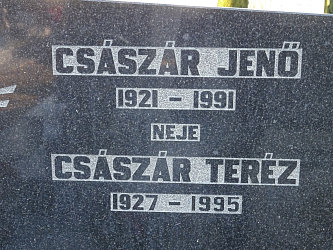 CSÁSZÁR JENŐ
1921 - 1991
NEJE
CSÁSZÁR TERÉZ
1927 - 1995